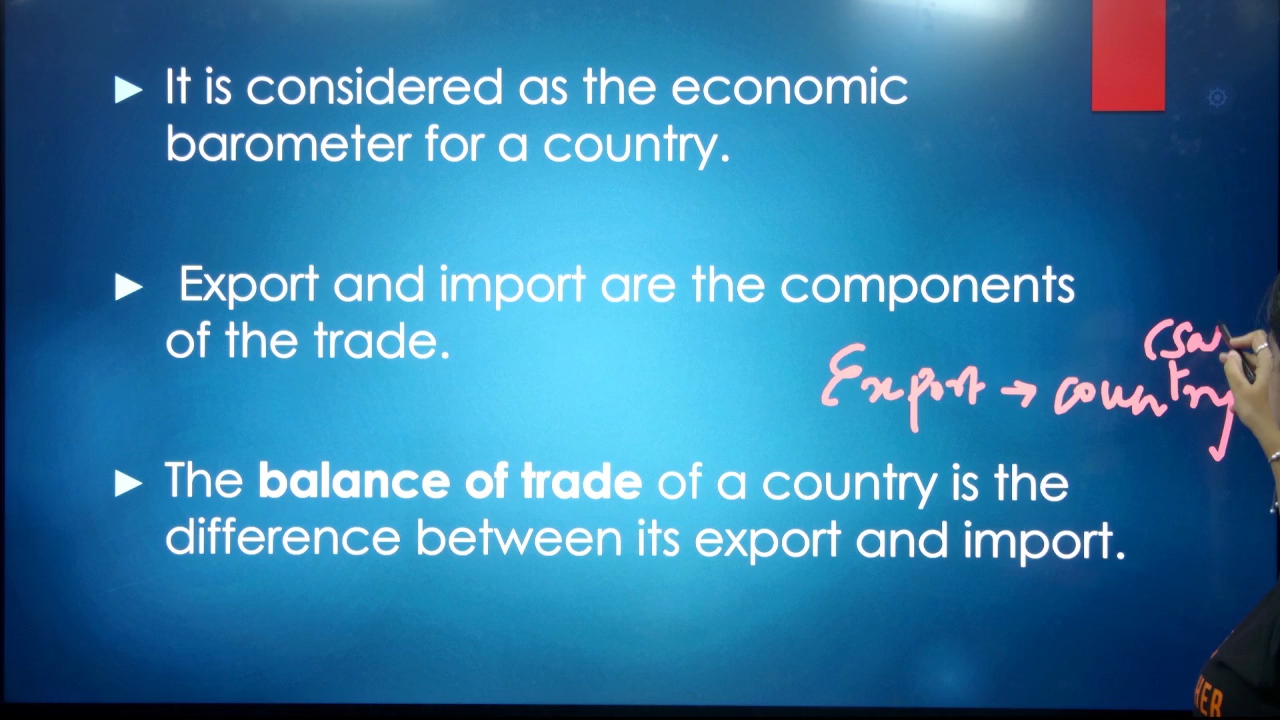 ► It is considered as the economic
barometer for a country.
► Export and import are the components
of the trade.
Export → country
► The balance of trade of a country is the
difference between its export and import.